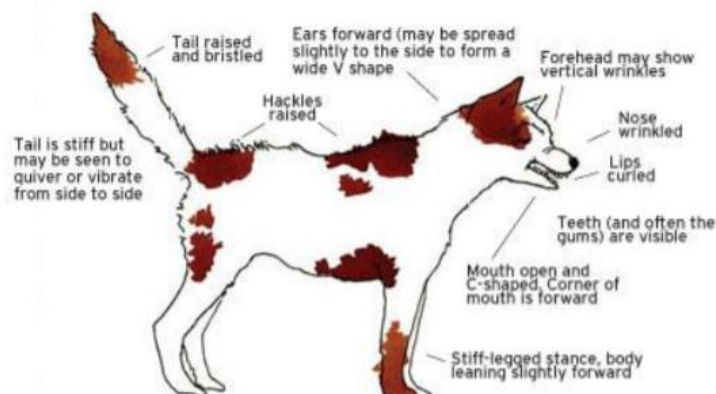 Tail raised
and bristled
Ears forward (may be spread
slightly to the side to form a
wide V shape
Forehead may show
vertical wrinkles
Hackles
raised
Nose
wrinkled
Tail is stiff but
may be seen to
quiver or vibrate
from side to side
Lips
curled
Teeth (and often the
gums) are visible
Mouth open and
C-shaped. Corner of
mouth is forward
Stiff-legged stance, body
leaning slightly forward